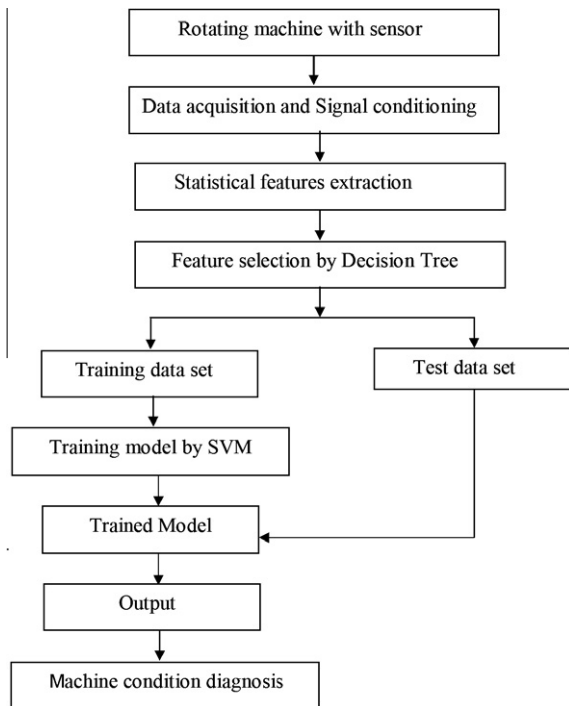 Rotating machine with sensor
Data acquisition and Signal conditioning
Statistical features extraction
Feature selection by Decision Tree
Training data set
Test data set
Training model by SVM
Trained Model
Output
Machine condition diagnosis